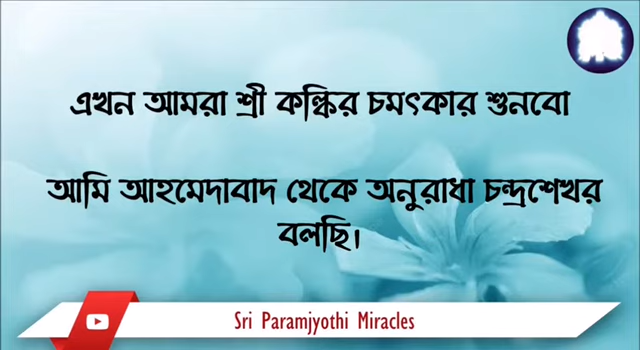 এখন আমরা শ্রী কল্কির চমৎকার শুনবো
আমি আহমেদাবাদ থেকে অনুরাধা চন্দ্রশেখর
বলছি।
Sri Paramjyothi Miracles